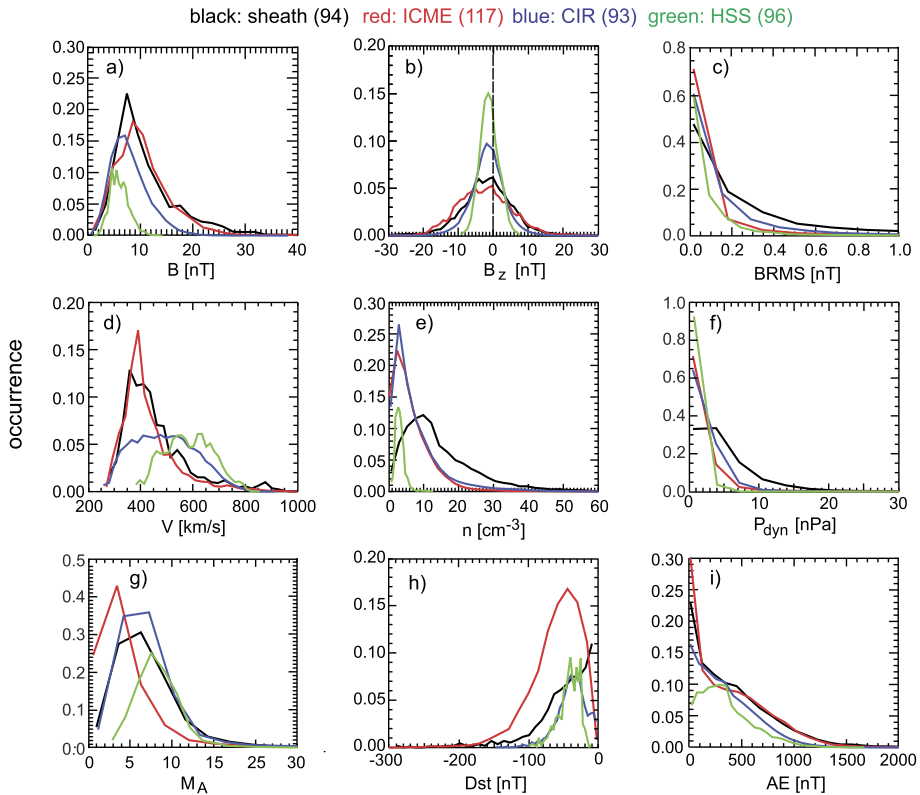 black: sheath (94) red: ICME (117) blue: CIR (93) green: HSS (96)
a)
0.30
0.25
0.20
0.15
0.10
0.05
0.00
0 10 20 30 40
B [nT]
b)
0.20
0.15
0.10
0.05
0.00
-30 -20 -10 0 10 20 30
Bz [nT]
c)
0.8
0.6
0.4
0.2
0.0
0.0 0.2 0.4 0.6 0.8 1.0
BRMS [nT]
occurrence
d)
0.20
0.15
0.10
0.05
0.00
200 400 600 800 1000
V [km/s]
e)
0.30
0.25
0.20
0.15
0.10
0.05
0.00
0 10 20 30 40 50 60
n [cm-3]
f)
1.0
0.8
0.6
0.4
0.2
0.0
0 10 20 30
Pdyn [nPa]
g)
0.5
0.4
0.3
0.2
0.1
0.0
0 5 10 15 20 25 30
MA
h)
0.20
0.15
0.10
0.05
0.00
-300 -200 -100 0
Dst [nT]
i)
0.30
0.25
0.20
0.15
0.10
0.05
0.00
0 500 1000 1500 2000
AE [nT]